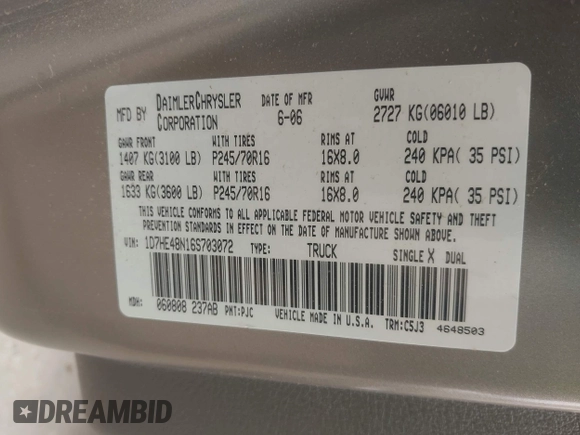 MFD BY DAIMLERCHRYSLER CORPORATION DATE OF MFR 6-06 GVWR 2727 KG(06010 LB)
GAWR FRONT WITH TIRES RIMS AT COLD
1407 KG(3100 LB) P245/70R16 16X8.0 240 KPA( 35 PSI)
GAWR REAR WITH TIRES RIMS AT COLD
1633 KG(3600 LB) P245/70R16 16X8.0 240 KPA( 35 PSI)
THIS VEHICLE CONFORMS TO ALL APPLICABLE FEDERAL MOTOR VEHICLE SAFETY AND THEFT
PREVENTION STANDARDS IN EFFECT ON THE DATE OF MANUFACTURE SHOWN ABOVE.
VIN: 1D7HE48N16S703072 TYPE: TRUCK SINGLE X DUAL
MDH: 060808 237AB PNT:PJC VEHICLE MADE IN U.S.A. TRM:C5J3 4648503
DREAMBID